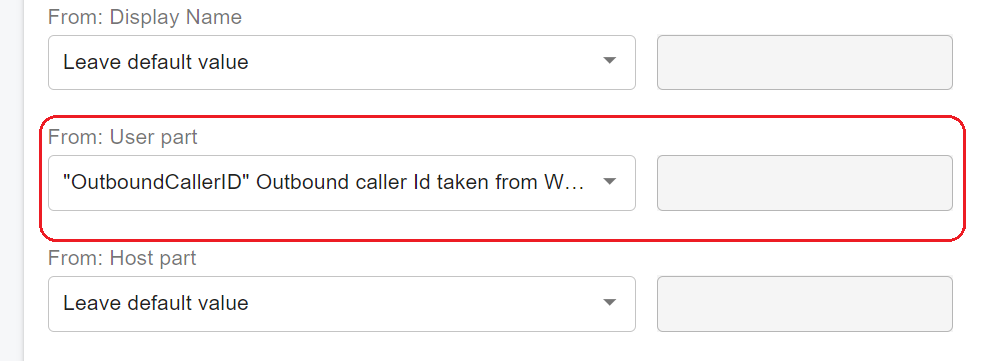 From: Display Name
Leave default value
From: User part
"OutboundCallerID" Outbound caller Id taken from W...
From: Host part
Leave default value